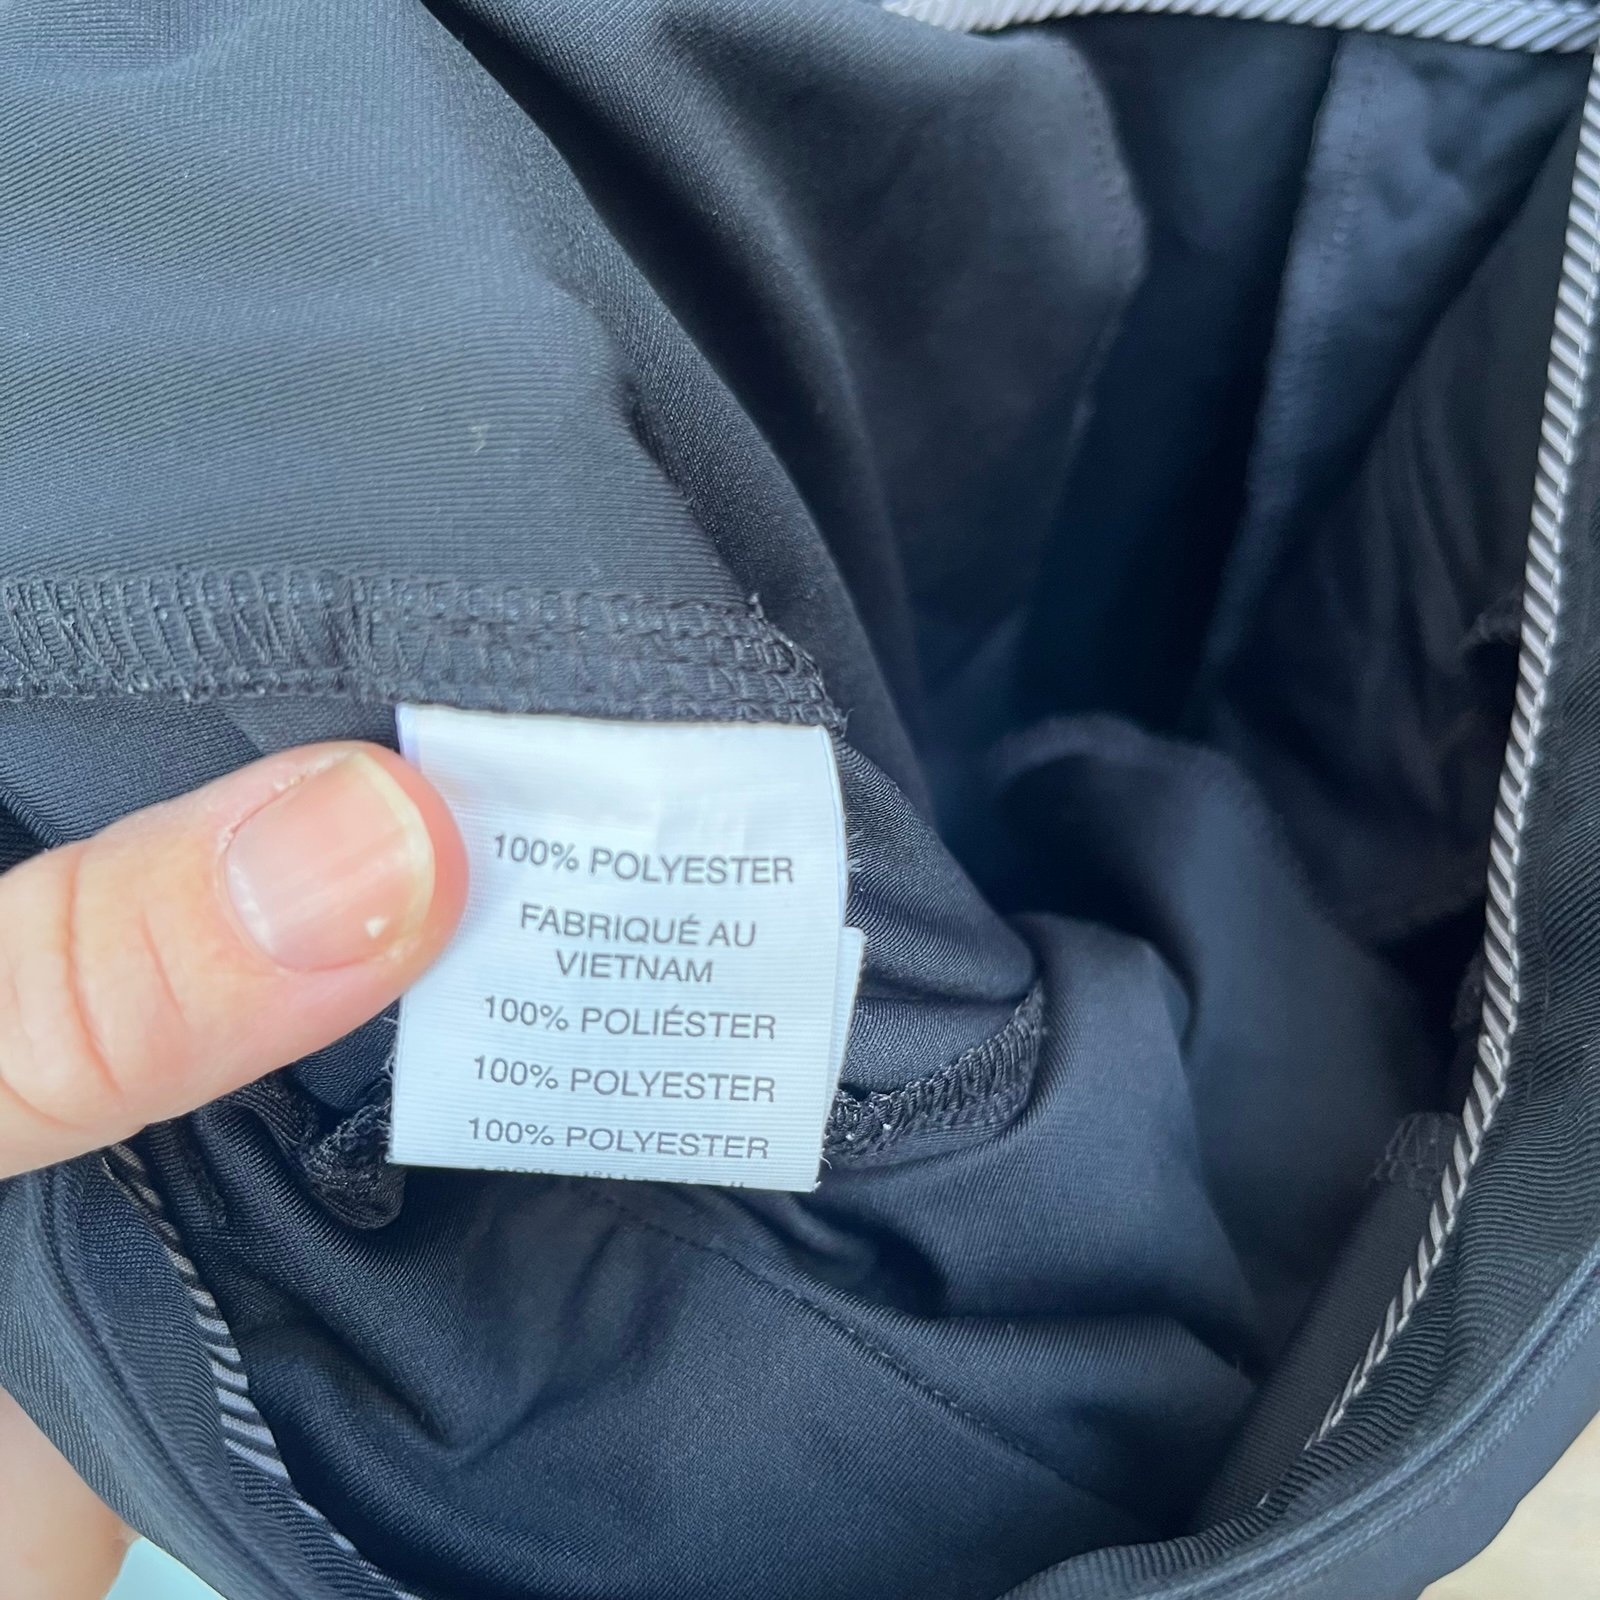 100% POLYESTER
FABRIQUÉ AU
VIETNAM
100% POLIÉSTER
100% POLYESTER
100% POLYESTER